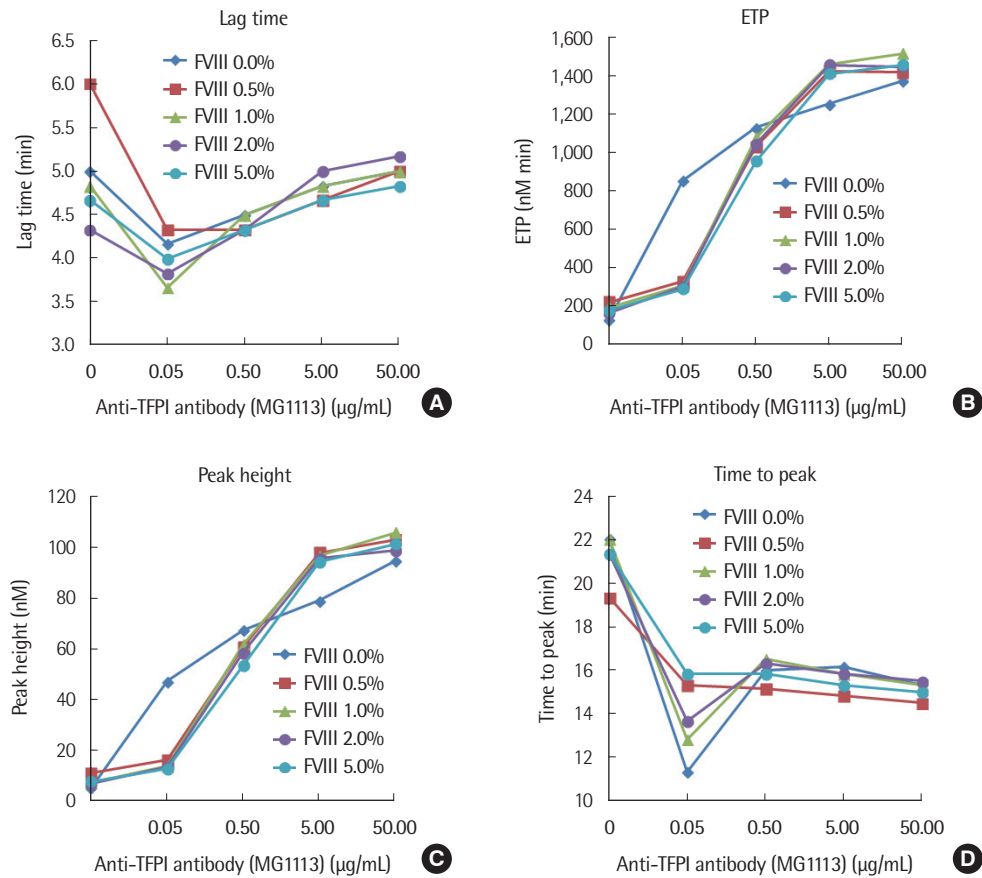 Lag time
6.5
6.0
5.5
5.0
4.5
4.0
3.5
3.0
Lag time (min)
FVIII 0.0%
FVIII 0.5%
FVIII 1.0%
FVIII 2.0%
FVIII 5.0%
0 0.05 0.50 5.00 50.00
Anti-TFPI antibody (MG1113) (µg/mL)
A
ETP
1,600
1,400
1,200
1,000
800
600
400
200
0
ETP (nM min)
FVIII 0.0%
FVIII 0.5%
FVIII 1.0%
FVIII 2.0%
FVIII 5.0%
0.05 0.50 5.00 50.00
Anti-TFPI antibody (MG1113) (µg/mL)
B
Peak height
120
100
80
60
40
20
0
Peak height (nM)
FVIII 0.0%
FVIII 0.5%
FVIII 1.0%
FVIII 2.0%
FVIII 5.0%
0.05 0.50 5.00 50.00
Anti-TFPI antibody (MG1113) (µg/mL)
C
Time to peak
24
22
20
18
16
14
12
10
Time to peak (min)
FVIII 0.0%
FVIII 0.5%
FVIII 1.0%
FVIII 2.0%
FVIII 5.0%
0 0.05 0.50 5.00 50.00
Anti-TFPI antibody (MG1113) (µg/mL)
D